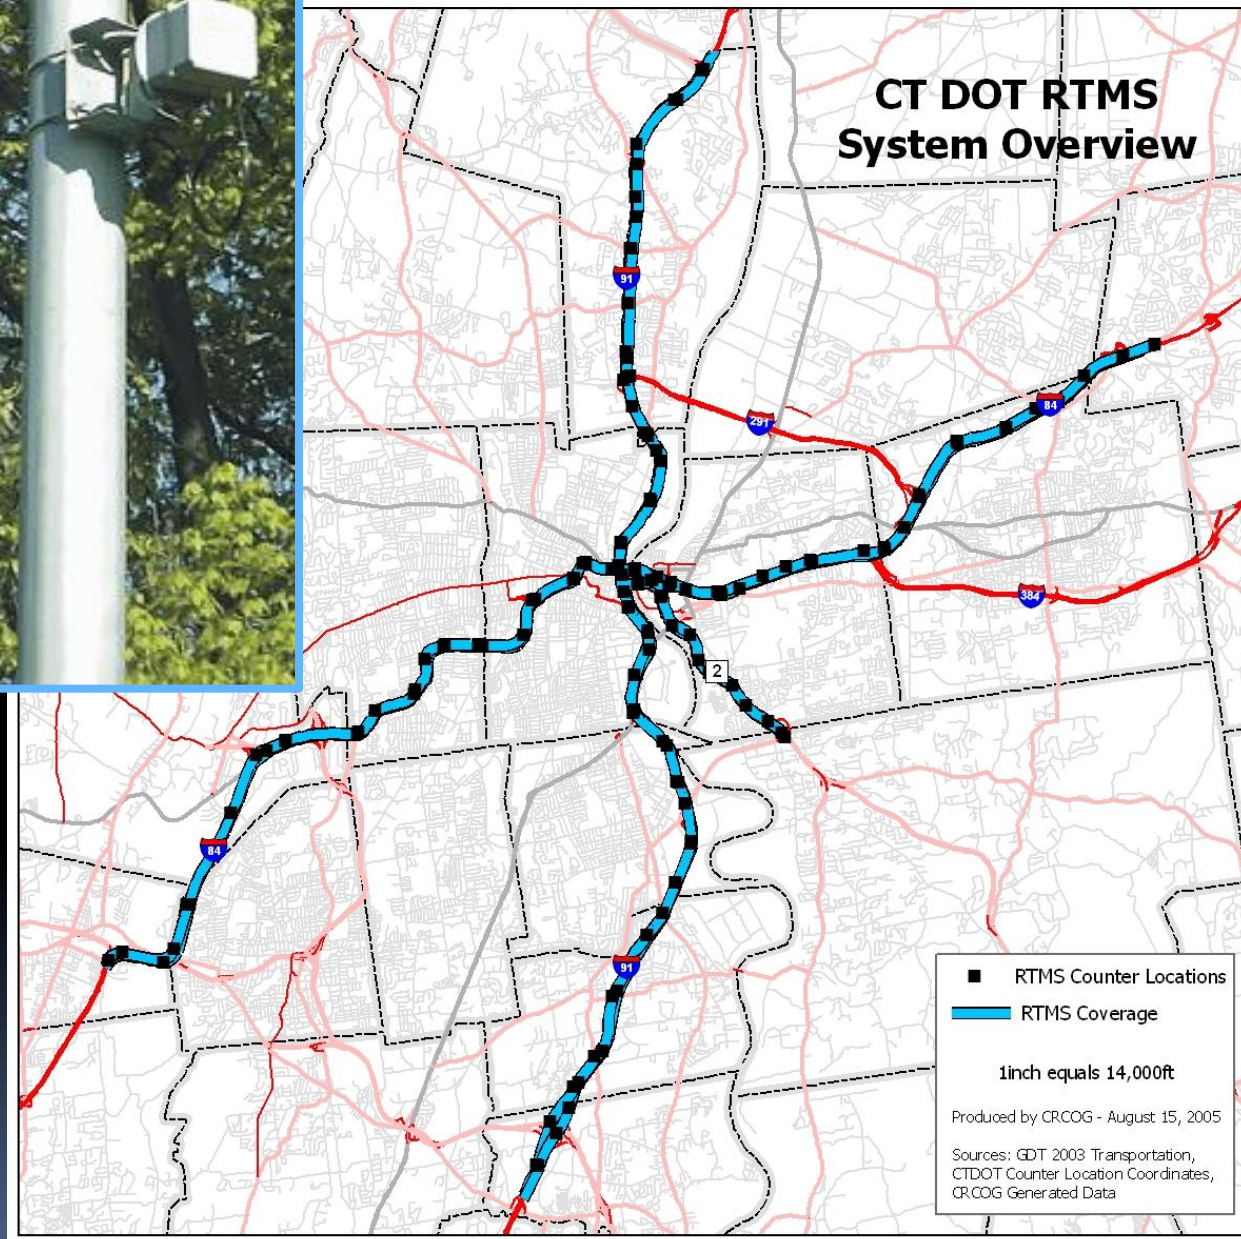 CT DOT RTMS
System Overview
91
291
84
384
2
84
91
RTMS Counter Locations
RTMS Coverage
1inch equals 14,000ft
Produced by CRCOG - August 15, 2005
Sources: GDT 2003 Transportation,
CTDOT Counter Location Coordinates,
CRCOG Generated Data